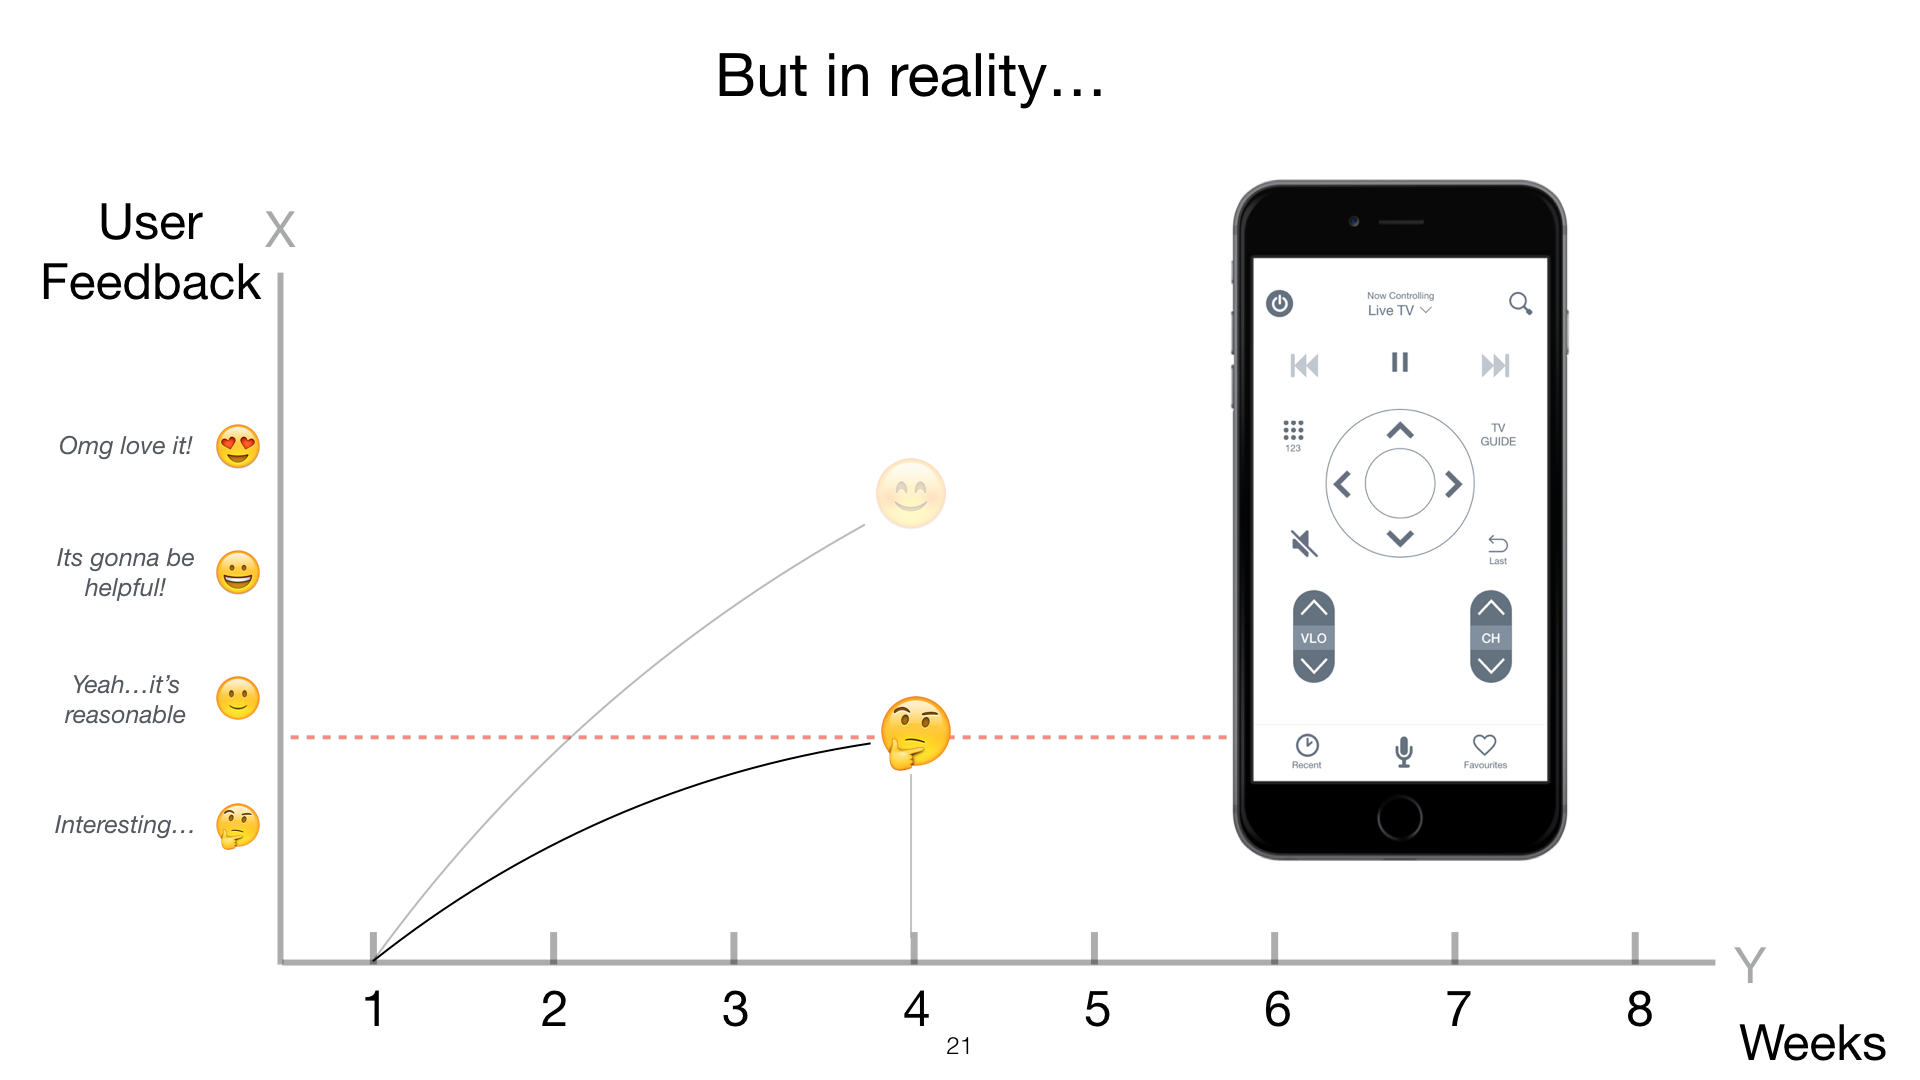 But in reality…
User
Feedback
X
Omg love it!
Its gonna be
helpful!
Yeah…it’s
reasonable
Interesting…
Now Controlling
Live TV
123
TV
GUIDE
Last
VLO
CH
Recent
Favourites
Y
1
2
3
4
5
6
7
8
Weeks
21